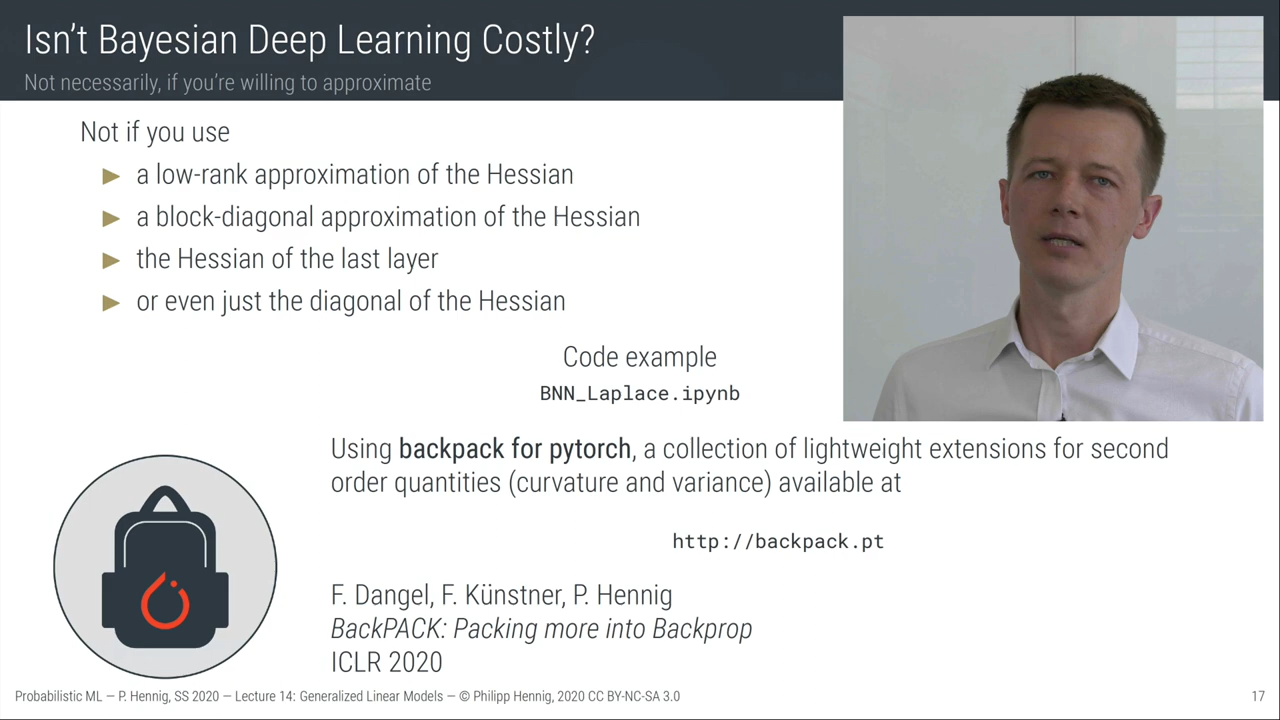 Isn't Bayesian Deep Learning Costly?
Not necessarily, if you're willing to approximate
Not if you use
▶ a low-rank approximation of the Hessian
▶ a block-diagonal approximation of the Hessian
▶ the Hessian of the last layer
▶ or even just the diagonal of the Hessian
Code example
BNN_Laplace.ipynb
Using backpack for pytorch, a collection of lightweight extensions for second
order quantities (curvature and variance) available at
http://backpack.pt
F. Dangel, F. Künstner, P. Hennig
BackPACK: Packing more into Backprop
ICLR 2020
Probabilistic ML — P. Hennig, SS 2020 — Lecture 14: Generalized Linear Models — © Philipp Hennig, 2020 CC BY-NC-SA 3.0
17